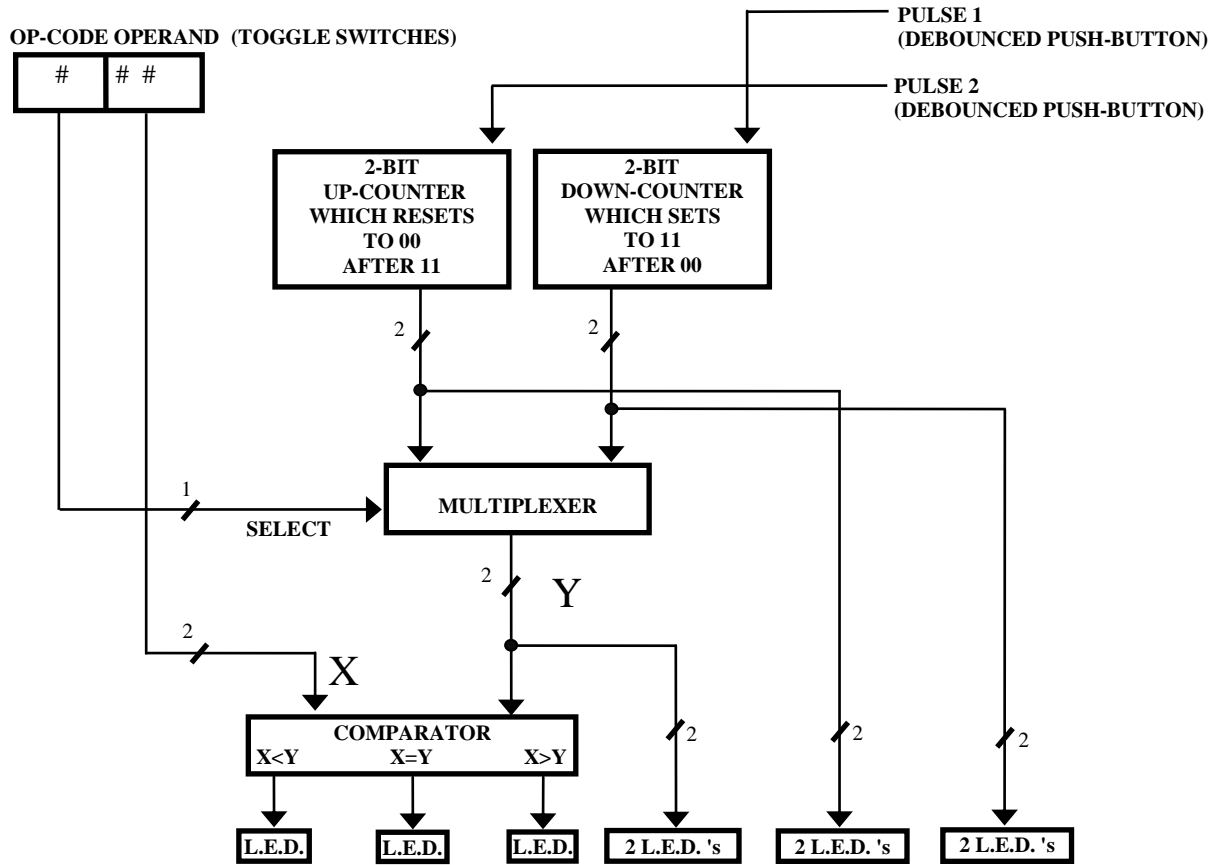 PULSE 1
(DEBOUNCED PUSH-BUTTON)
OP-CODE OPERAND (TOGGLE SWITCHES)
# # #
PULSE 2
(DEBOUNCED PUSH-BUTTON)
2-BIT
UP-COUNTER
WHICH RESETS
TO 00
AFTER 11
2-BIT
DOWN-COUNTER
WHICH SETS
TO 11
AFTER 00
2
2
1
SELECT
MULTIPLEXER
2
Y
2
X
COMPARATOR
X<Y X=Y X>Y
2
2
2
L.E.D.
L.E.D.
L.E.D.
2 L.E.D. 's
2 L.E.D. 's
2 L.E.D. 's